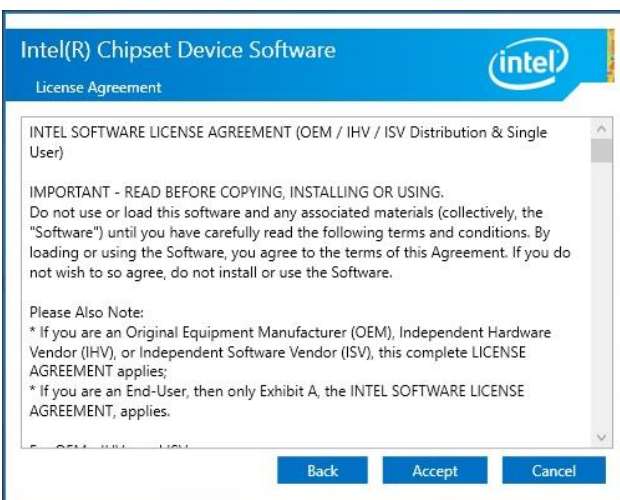 Intel(R) Chipset Device Software
intel
License Agreement
INTEL SOFTWARE LICENSE AGREEMENT (OEM / IHV / ISV Distribution & Single
User)
IMPORTANT - READ BEFORE COPYING, INSTALLING OR USING.
Do not use or load this software and any associated materials (collectively, the
"Software") until you have carefully read the following terms and conditions. By
loading or using the Software, you agree to the terms of this Agreement. If you do
not wish to so agree, do not install or use the Software.
Please Also Note:
* If you are an Original Equipment Manufacturer (OEM), Independent Hardware
Vendor (IHV), or Independent Software Vendor (ISV), this complete LICENSE
AGREEMENT applies;
* If you are an End-User, then only Exhibit A, the INTEL SOFTWARE LICENSE
AGREEMENT, applies.
Back Accept Cancel